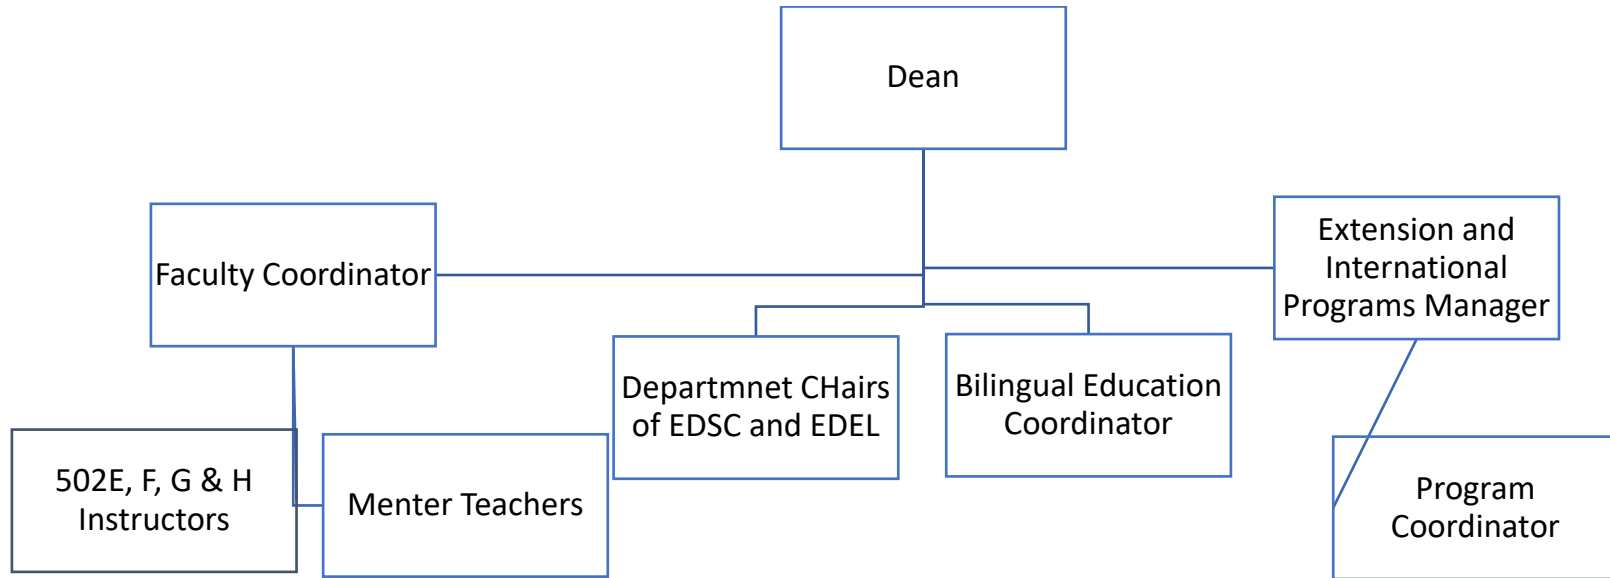 Dean
Faculty Coordinator
Extension and
International
Programs Manager
Departmnet CHairs
of EDSC and EDEL
Bilingual Education
Coordinator
502E, F, G & H
Instructors
Menter Teachers
Program
Coordinator